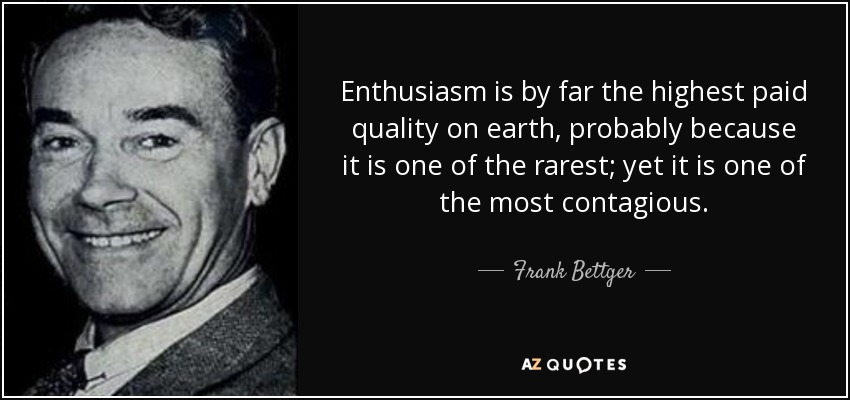 Enthusiasm is by far the highest paid
quality on earth, probably because
it is one of the rarest; yet it is one of
the most contagious.
Frank Bettger
AZ QUOTES